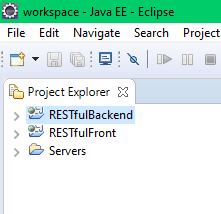 workspace - Java EE - Eclipse
File Edit Navigate Search Project
Project Explorer
RESTfulBackend
RESTfulFront
Servers